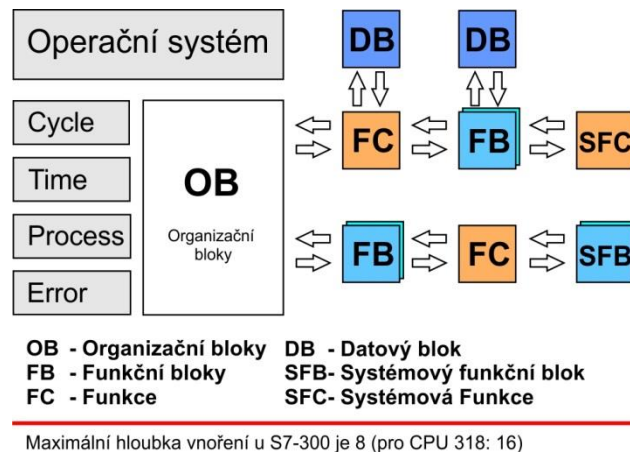 Operační systém
DB DB
Cycle
FC FB SFC
Time
OB
Process
Organizační
bloky
FB FC SFB
Error
OB - Organizační bloky DB - Datový blok
FB - Funkční bloky SFB- Systémový funkční blok
FC - Funkce SFC- Systémová Funkce
Maximální hloubka vnoření u S7-300 je 8 (pro CPU 318: 16)